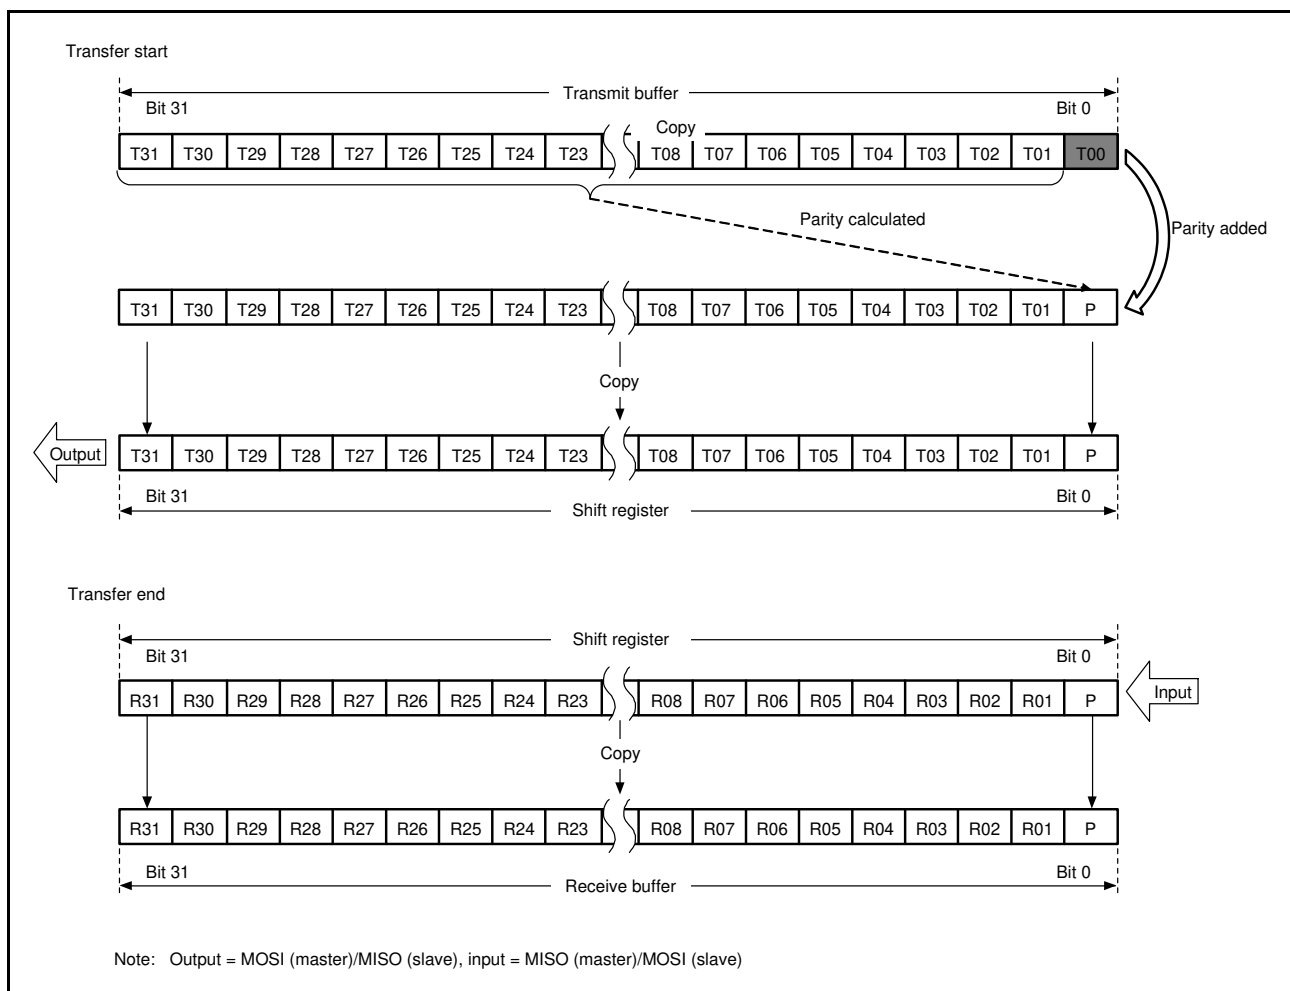 Transfer start
Transmit buffer
Bit 31 Bit 0
Copy
T31 T30 T29 T28 T27 T26 T25 T24 T23 T08 T07 T06 T05 T04 T03 T02 T01 T00
Parity calculated
Parity added
T31 T30 T29 T28 T27 T26 T25 T24 T23 T08 T07 T06 T05 T04 T03 T02 T01 P
Copy
Output T31 T30 T29 T28 T27 T26 T25 T24 T23 T08 T07 T06 T05 T04 T03 T02 T01 P
Bit 31 Bit 0
Shift register
Transfer end
Shift register
Bit 31 Bit 0
R31 R30 R29 R28 R27 R26 R25 R24 R23 R08 R07 R06 R05 R04 R03 R02 R01 P Input
Copy
R31 R30 R29 R28 R27 R26 R25 R24 R23 R08 R07 R06 R05 R04 R03 R02 R01 P
Bit 31 Bit 0
Receive buffer
Note: Output = MOSI (master)/MISO (slave), input = MISO (master)/MOSI (slave)